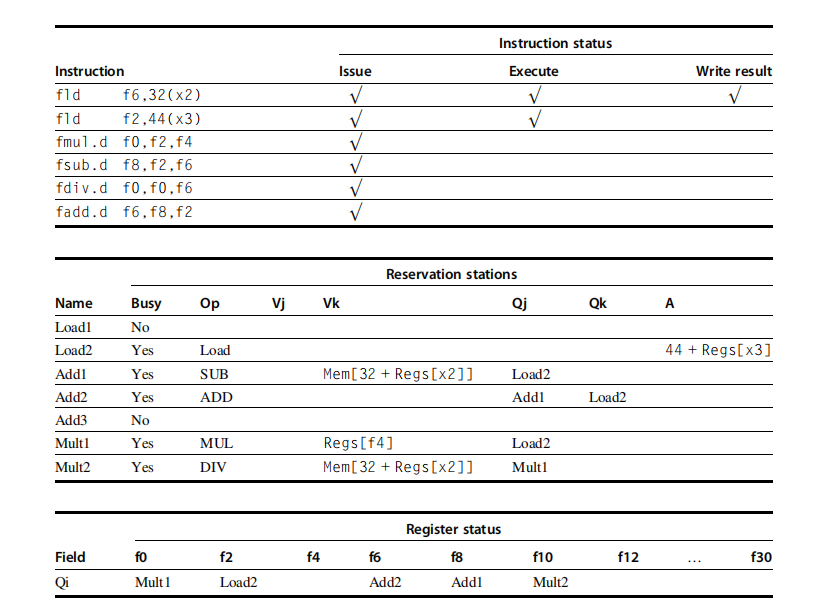 Instruction status
Instruction Issue Execute Write result
fld f6,32(x2) √ √ √
fld f2,44(x3) √ √
fmul.d f0,f2,f4 √
fsub.d f8,f2,f6 √
fdiv.d f0,f0,f6 √
fadd.d f6,f8,f2 √
Reservation stations
Name Busy Op Vj Vk Qj Qk A
Load1 No
Load2 Yes Load 44 + Regs[x3]
Add1 Yes SUB Mem[32 + Regs[x2]] Load2
Add2 Yes ADD Add1 Load2
Add3 No
Mult1 Yes MUL Regs[f4] Load2
Mult2 Yes DIV Mem[32 + Regs[x2]] Mult1
Register status
Field f0 f2 f4 f6 f8 f10 f12 ... f30
Qi Mult1 Load2 Add2 Add1 Mult2